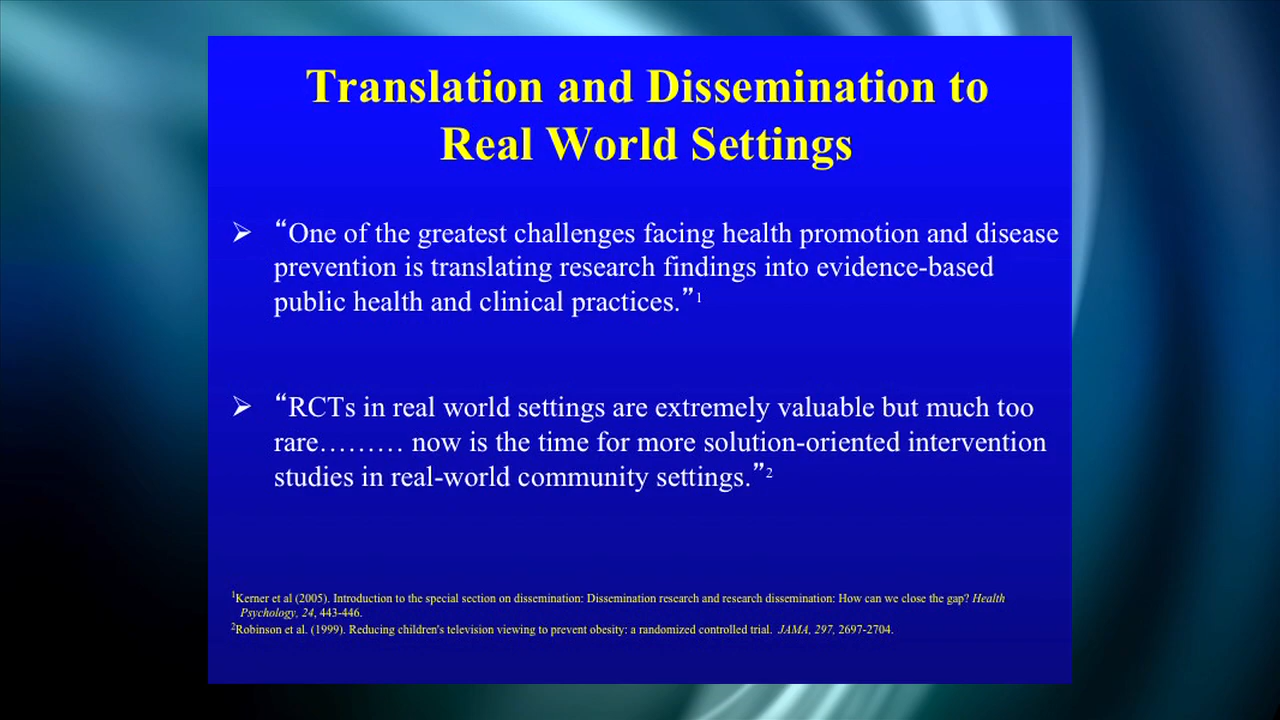 Translation and Dissemination to
Real World Settings
➢ “One of the greatest challenges facing health promotion and disease
prevention is translating research findings into evidence-based
public health and clinical practices.”1
➢ “RCTs in real world settings are extremely valuable but much too
rare……… now is the time for more solution-oriented intervention
studies in real-world community settings.”2
1Kerner et al (2005). Introduction to the special section on dissemination: Dissemination research and research dissemination: How can we close the gap? Health
Psychology, 24, 443-446.
2Robinson et al. (1999). Reducing children's television viewing to prevent obesity: a randomized controlled trial. JAMA, 297, 2697-2704.